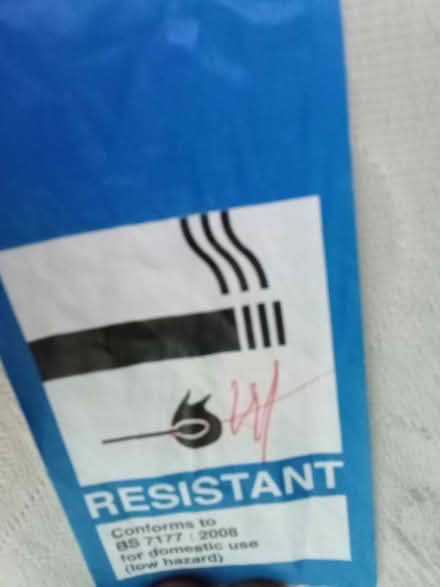 RESISTANT
Conforms to
BS 7177 : 2008
for domestic use
(low hazard)